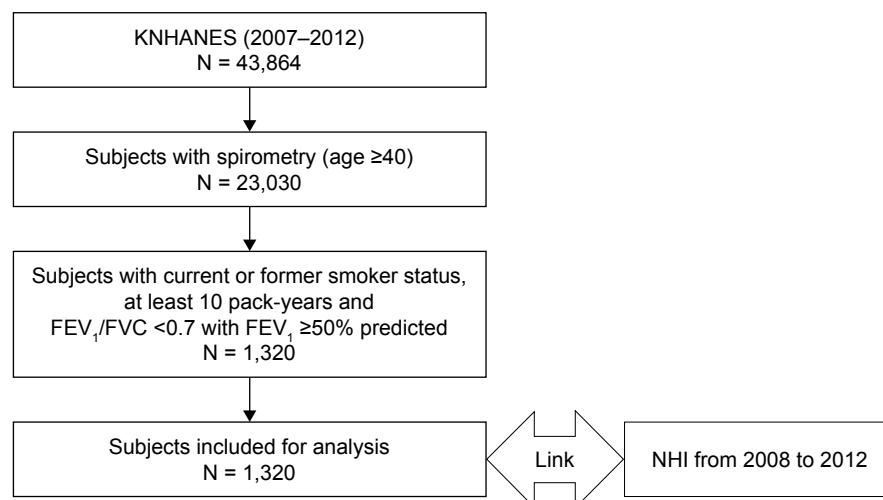 KNHANES (2007–2012)
N = 43,864
Subjects with spirometry (age ≥40)
N = 23,030
Subjects with current or former smoker status,
at least 10 pack-years and
FEV₁/FVC <0.7 with FEV₁ ≥50% predicted
N = 1,320
Subjects included for analysis
N = 1,320
Link
NHI from 2008 to 2012